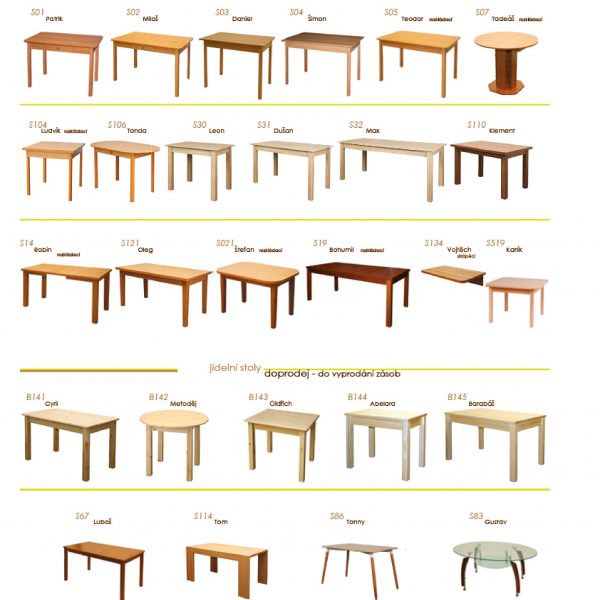 S01 S02 S03 S04 S05 S07
Patrik Miloš Daniel Šimon Teodor rozkládací Tadeáš rozkládací
S104 S106 S30 S31 S32 S110
Ludvík rozkládací Tonda Leon Dušan Max Klement
S14 S121 S021 S19 S134 S519
Robin rozkládací Oleg Štefan rozkládací Bohumil rozkládací Vojtěch sklápěcí Karlík
jídelní stoly
doprodej - do vyprodání zásob
B141 B142 B143 B144 B145
Cyril Metoděj Oldřich Abelard Barabáš
S67 S114 S86 S83
Luboš Tom Tonny Gustav